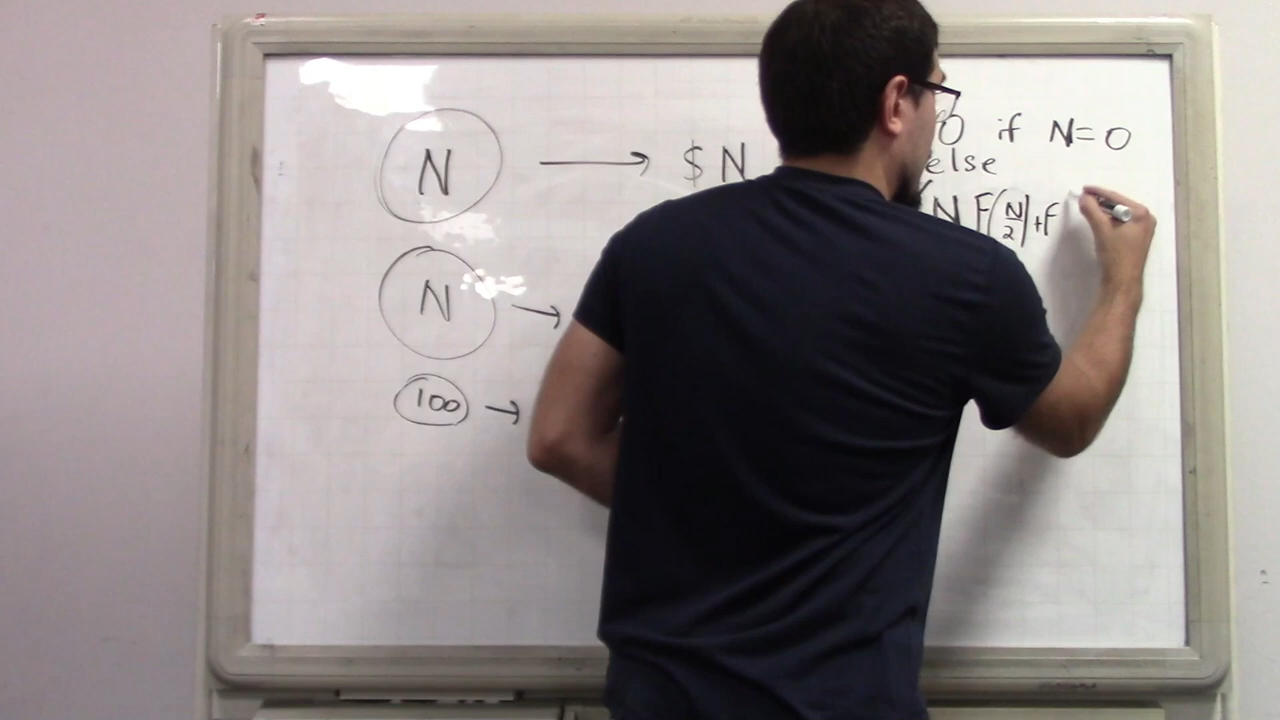 N → $ N
0 if N=0
else
N F(N/2)+F
N →
100 →